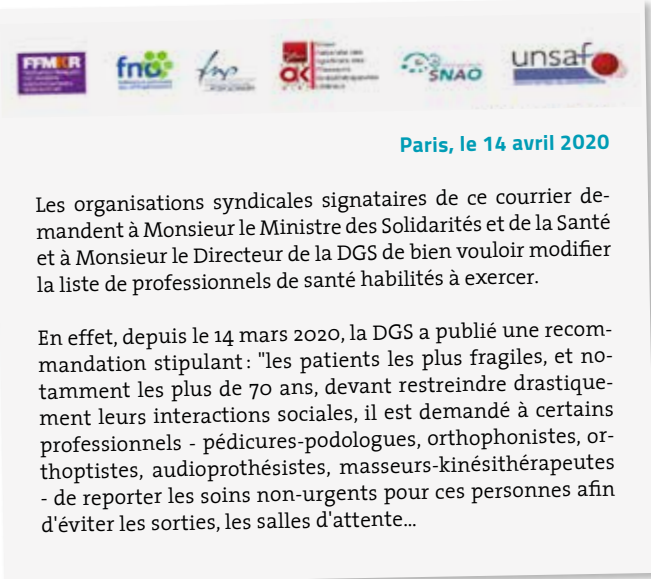 FFMKR fno fnp ak SNAO unsaf
Paris, le 14 avril 2020
Les organisations syndicales signataires de ce courrier de-
mandent à Monsieur le Ministre des Solidarités et de la Santé
et à Monsieur le Directeur de la DGS de bien vouloir modifier
la liste de professionnels de santé habilités à exercer.
En effet, depuis le 14 mars 2020, la DGS a publié une recom-
mandation stipulant : "les patients les plus fragiles, et no-
tamment les plus de 70 ans, devant restreindre drastique-
ment leurs interactions sociales, il est demandé à certains
professionnels - pédicures-podologues, orthophonistes, or-
thoptistes, audioprothésistes, masseurs-kinésithérapeutes
- de reporter les soins non-urgents pour ces personnes afin
d'éviter les sorties, les salles d'attente...